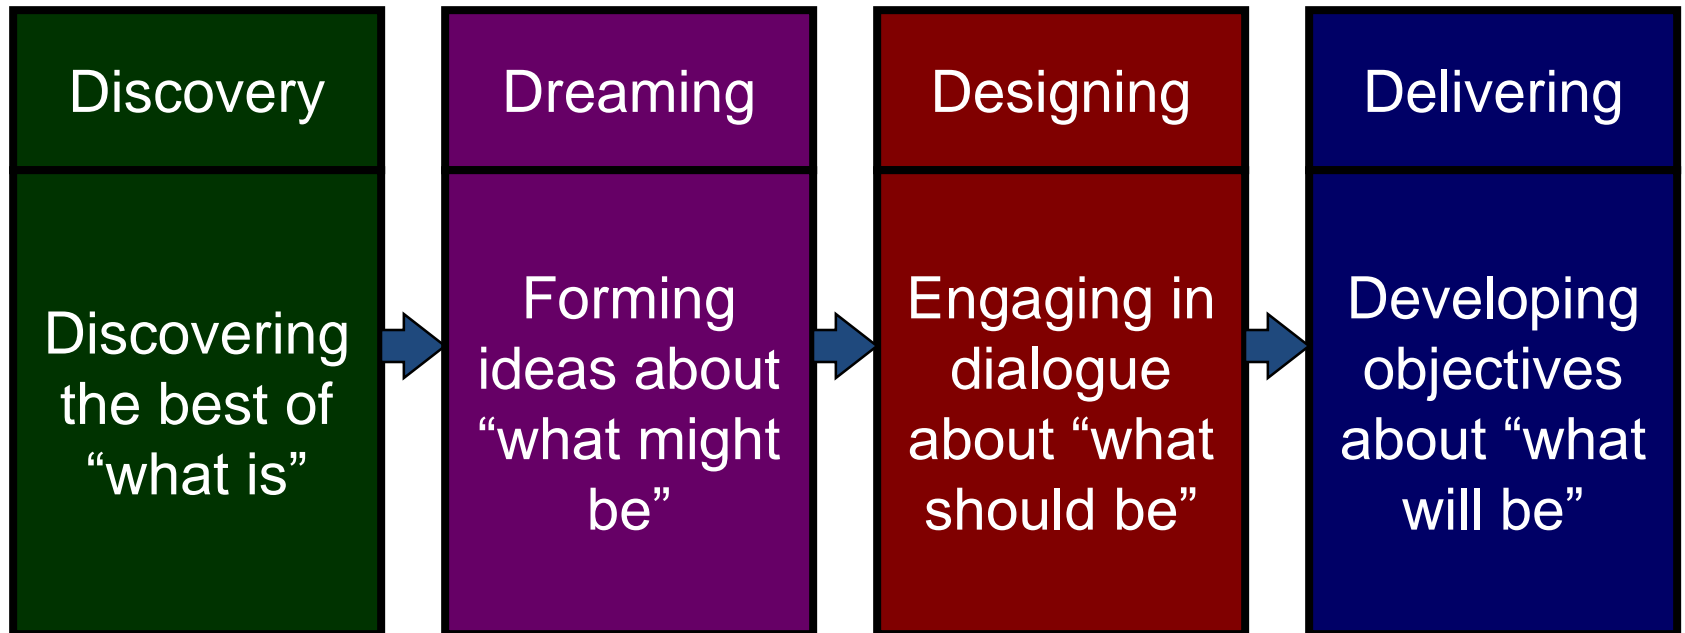 Discovery
Discovering
the best of
“what is”
Dreaming
Forming
ideas about
“what might
be”
Designing
Engaging in
dialogue
about “what
should be”
Delivering
Developing
objectives
about “what
will be”